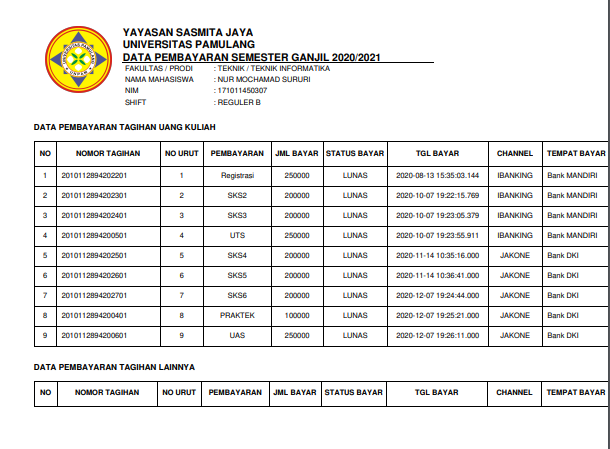 YAYASAN SASMITA JAYA
UNIVERSITAS PAMULANG
DATA PEMBAYARAN SEMESTER GANJIL 2020/2021
FAKULTAS / PRODI : TEKNIK / TEKNIK INFORMATIKA
NAMA MAHASISWA : NUR MOCHAMAD SURURI
NIM : 171011450307
SHIFT : REGULER B
DATA PEMBAYARAN TAGIHAN UANG KULIAH
NO NOMOR TAGIHAN NO URUT PEMBAYARAN JML BAYAR STATUS BAYAR TGL BAYAR CHANNEL TEMPAT BAYAR
1 2010112894202201 1 Registrasi 250000 LUNAS 2020-08-13 15:35:03.144 IBANKING Bank MANDIRI
2 2010112894202301 2 SKS2 200000 LUNAS 2020-10-07 19:22:15.769 IBANKING Bank MANDIRI
3 2010112894202401 3 SKS3 200000 LUNAS 2020-10-07 19:23:05.379 IBANKING Bank MANDIRI
4 2010112894200501 4 UTS 250000 LUNAS 2020-10-07 19:23:55.911 IBANKING Bank MANDIRI
5 2010112894202501 5 SKS4 200000 LUNAS 2020-11-14 10:35:16.000 JAKONE Bank DKI
6 2010112894202601 6 SKS5 200000 LUNAS 2020-11-14 10:36:41.000 JAKONE Bank DKI
7 2010112894202701 7 SKS6 200000 LUNAS 2020-12-07 19:24:44.000 JAKONE Bank DKI
8 2010112894200401 8 PRAKTEK 100000 LUNAS 2020-12-07 19:25:21.000 JAKONE Bank DKI
9 2010112894200601 9 UAS 250000 LUNAS 2020-12-07 19:26:11.000 JAKONE Bank DKI
DATA PEMBAYARAN TAGIHAN LAINNYA
NO NOMOR TAGIHAN NO URUT PEMBAYARAN JML BAYAR STATUS BAYAR TGL BAYAR CHANNEL TEMPAT BAYAR